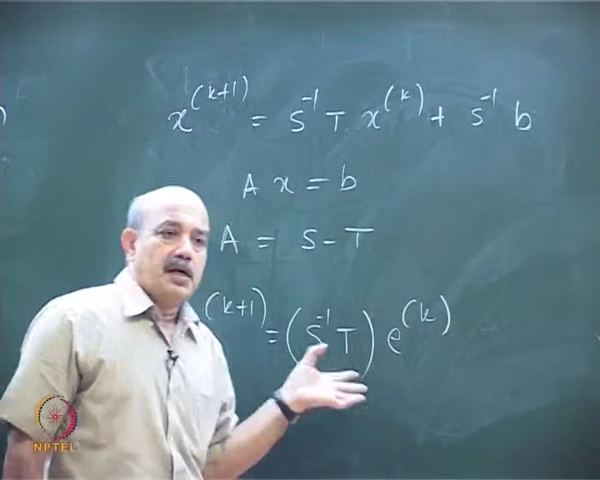 x^{(k+1)} = S^{-1} T x^{(k)} + S^{-1} b
A x = b
A = S - T
^{(k+1)} = (S^{-1} T) e^{(k)}
NPTEL